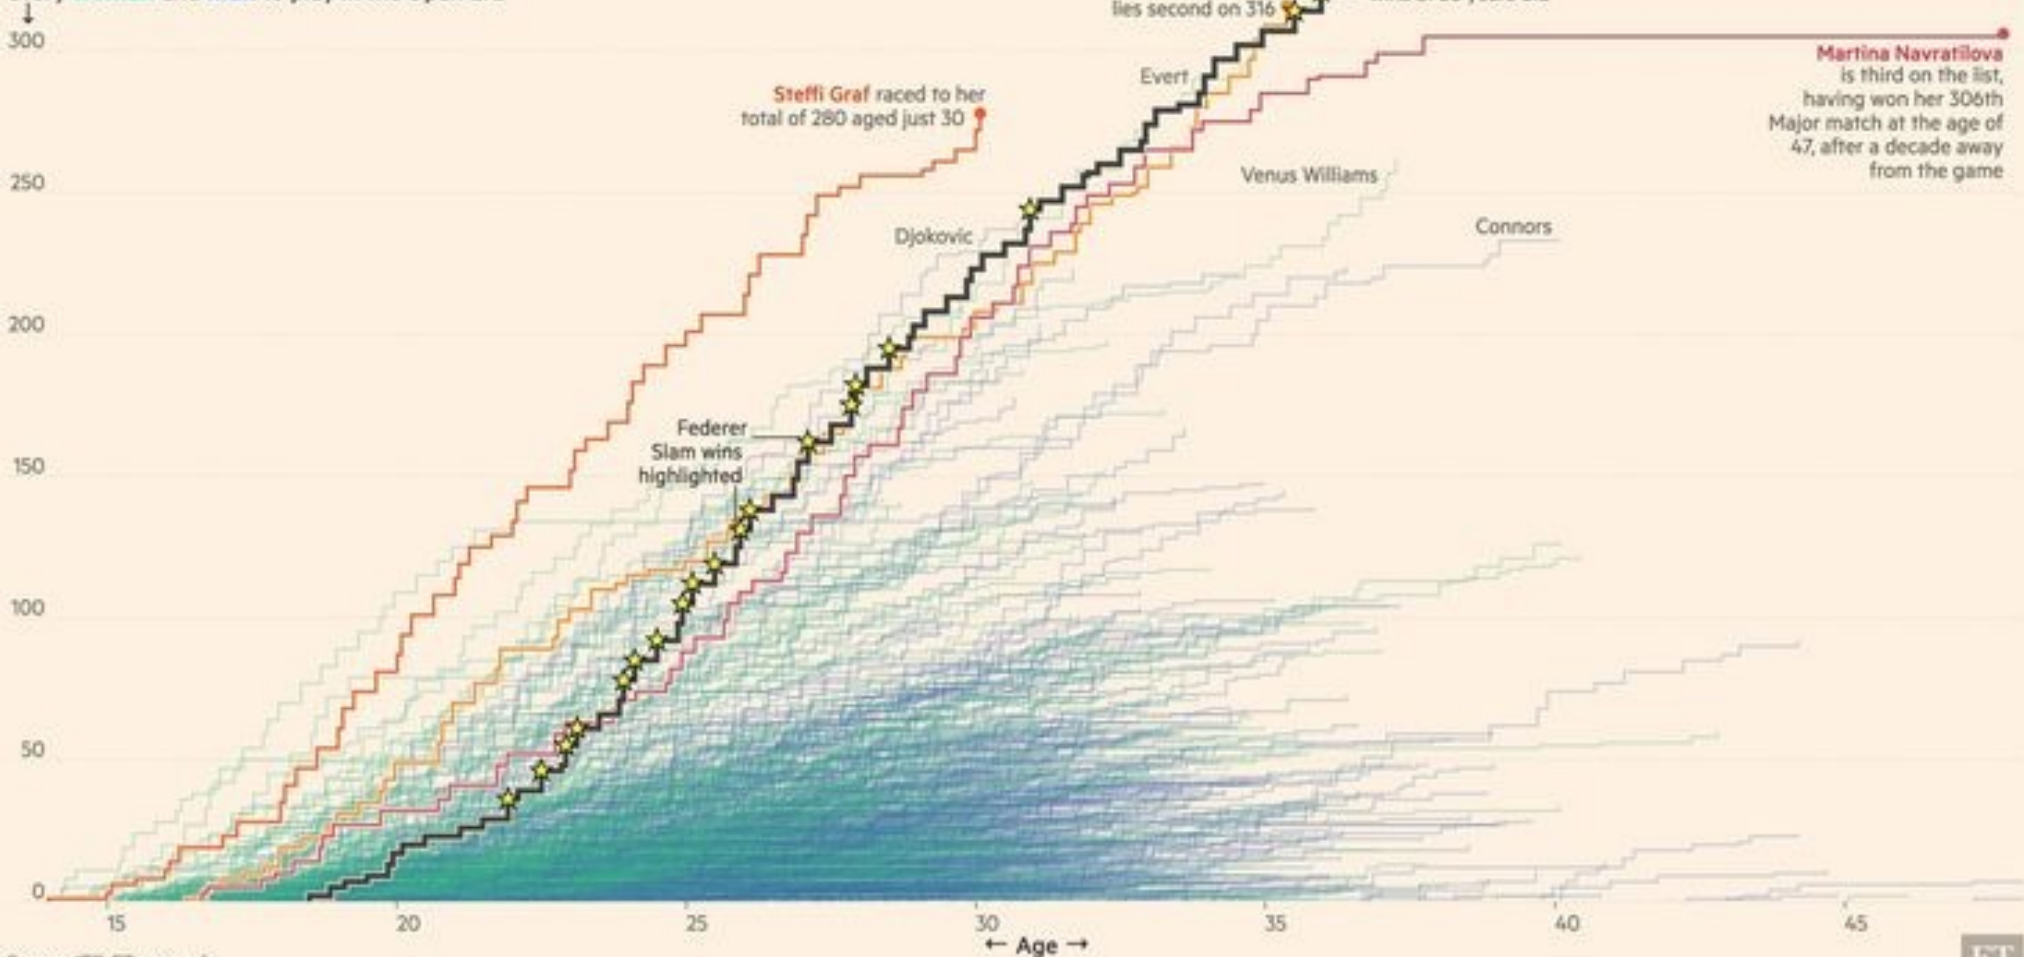 lies second on 316
300
Martina Navratilova
is third on the list,
having won her 306th
Major match at the age of
47, after a decade away
from the game
Evert
Steffi Graf raced to her
total of 280 aged just 30
Venus Williams
250
Connors
Djokovic
200
Federer
Slam wins
highlighted
150
100
50
0
15 20 25 30 35 40 45
← Age →